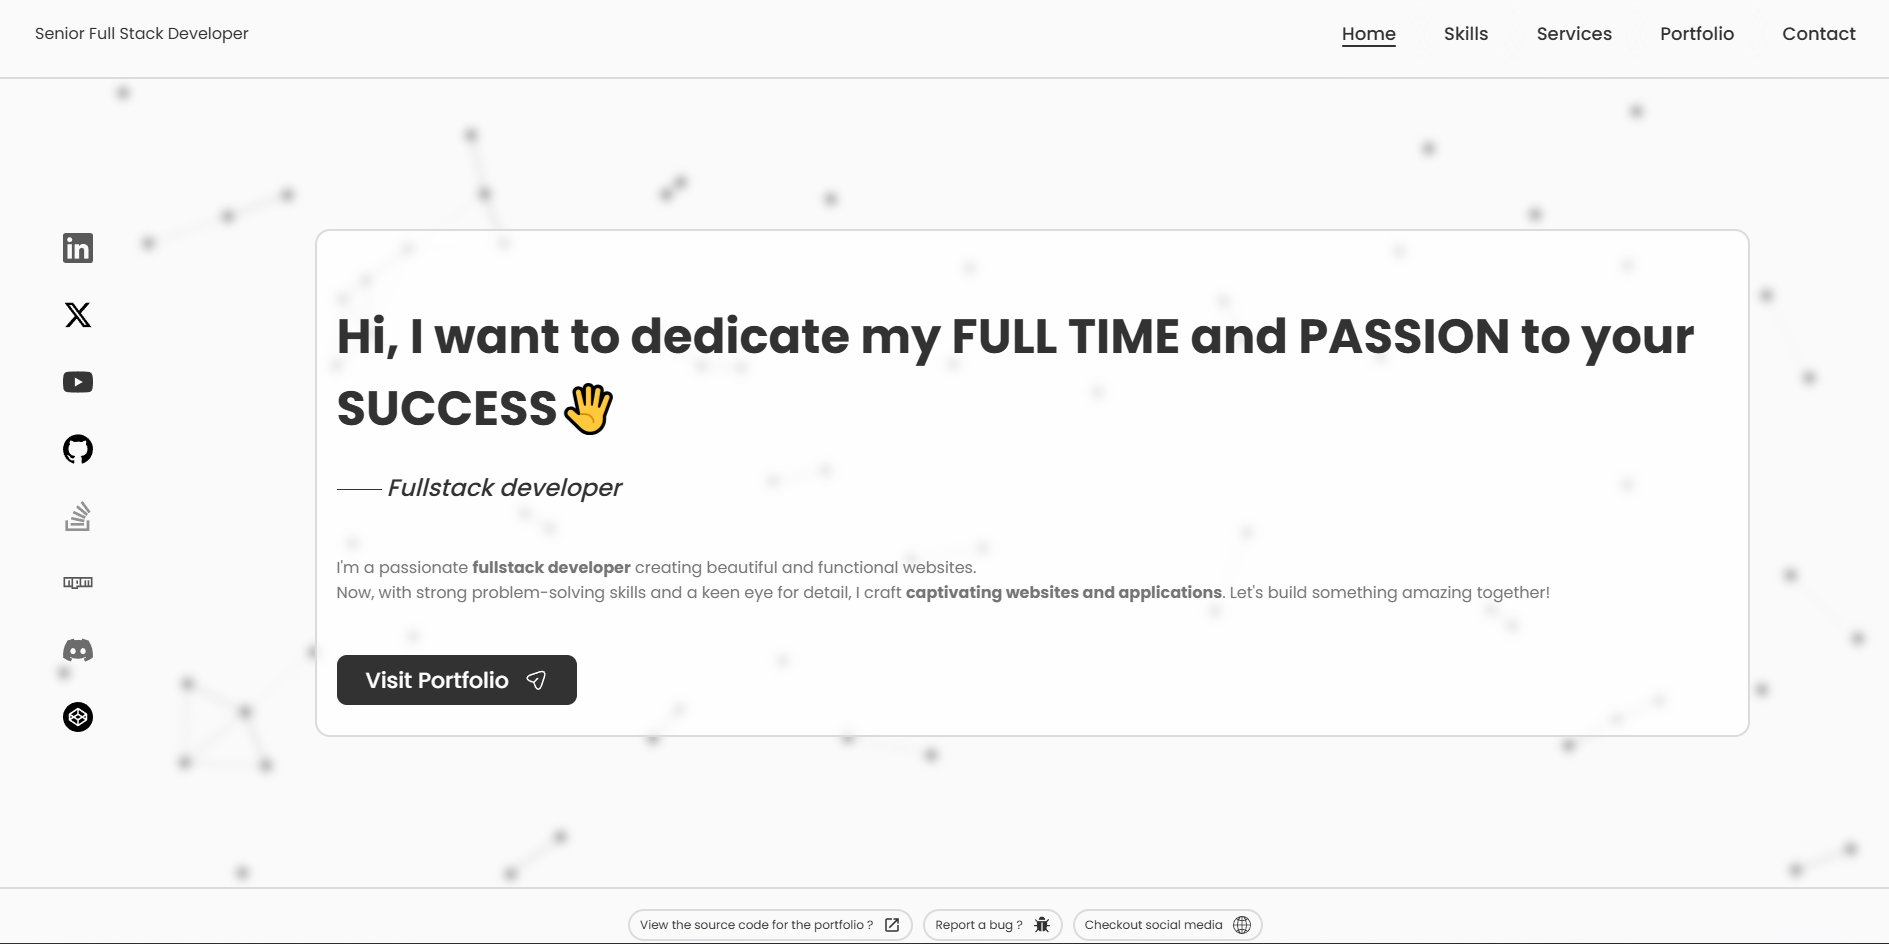 Senior Full Stack Developer
Home
Skills
Services
Portfolio
Contact
Hi, I want to dedicate my FULL TIME and PASSION to your
SUCCESS
Fullstack developer
I'm a passionate fullstack developer creating beautiful and functional websites.
Now, with strong problem-solving skills and a keen eye for detail, I craft captivating websites and applications. Let's build something amazing together!
Visit Portfolio
View the source code for the portfolio ?
Report a bug ?
Checkout social media